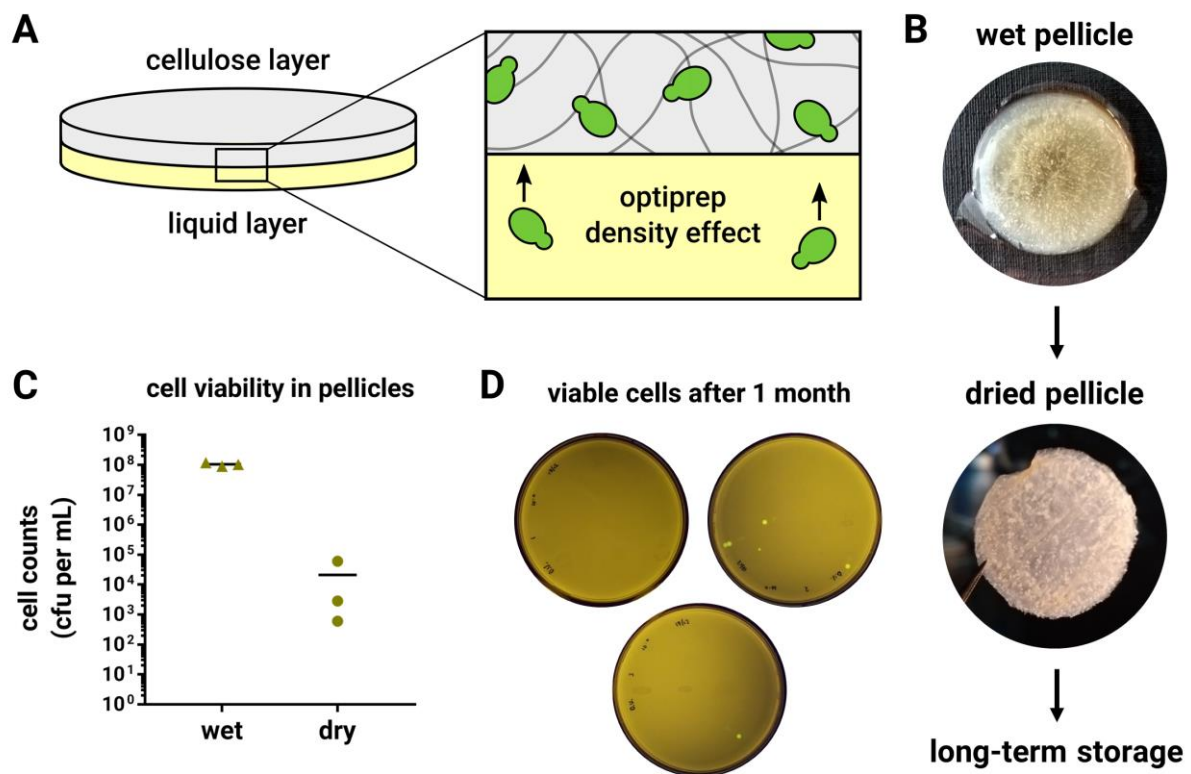 A
cellulose layer
liquid layer
optiprep
density effect
B
wet pellicle
dried pellicle
long-term storage
C
cell viability in pellicles
cell counts
(cfu per mL)
10⁹
10⁸
10⁷
10⁶
10⁵
10⁴
10³
10²
10¹
10⁰
wet
dry
D
viable cells after 1 month